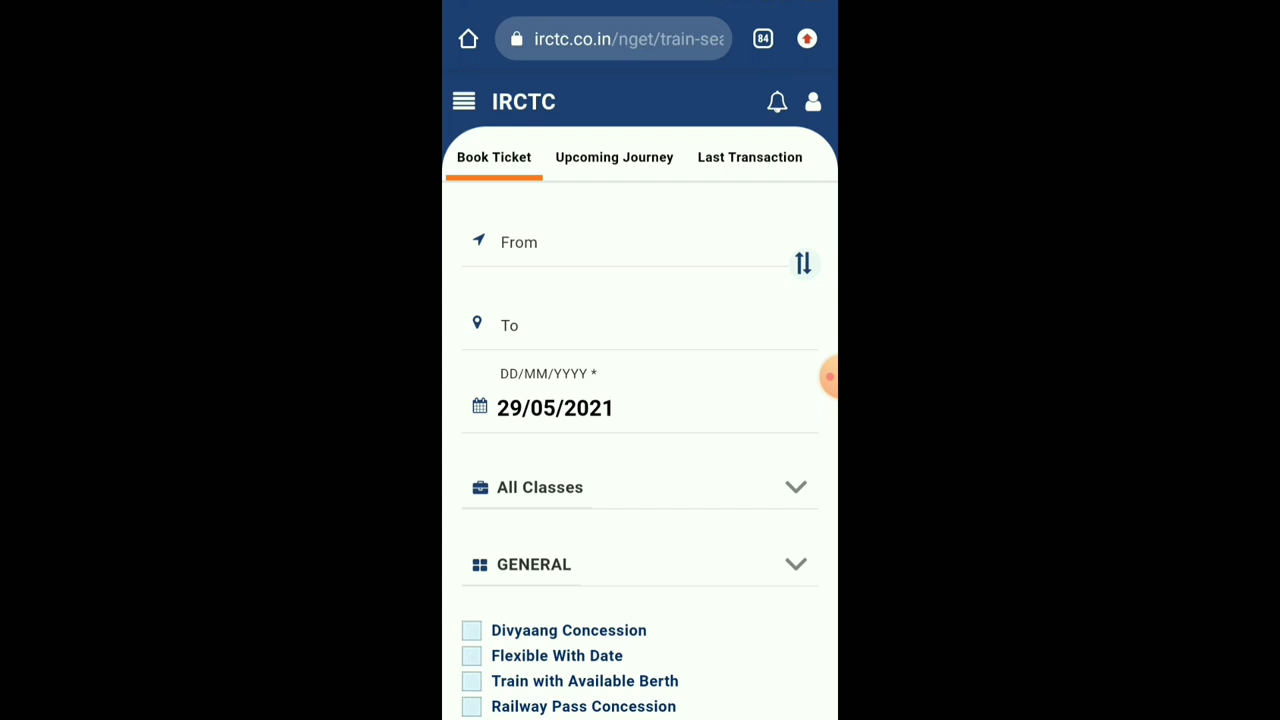 irctc.co.in/nget/train-sea
84
IRCTC
Book Ticket Upcoming Journey Last Transaction
From
To
DD/MM/YYYY *
29/05/2021
All Classes
GENERAL
Divyaang Concession
Flexible With Date
Train with Available Berth
Railway Pass Concession